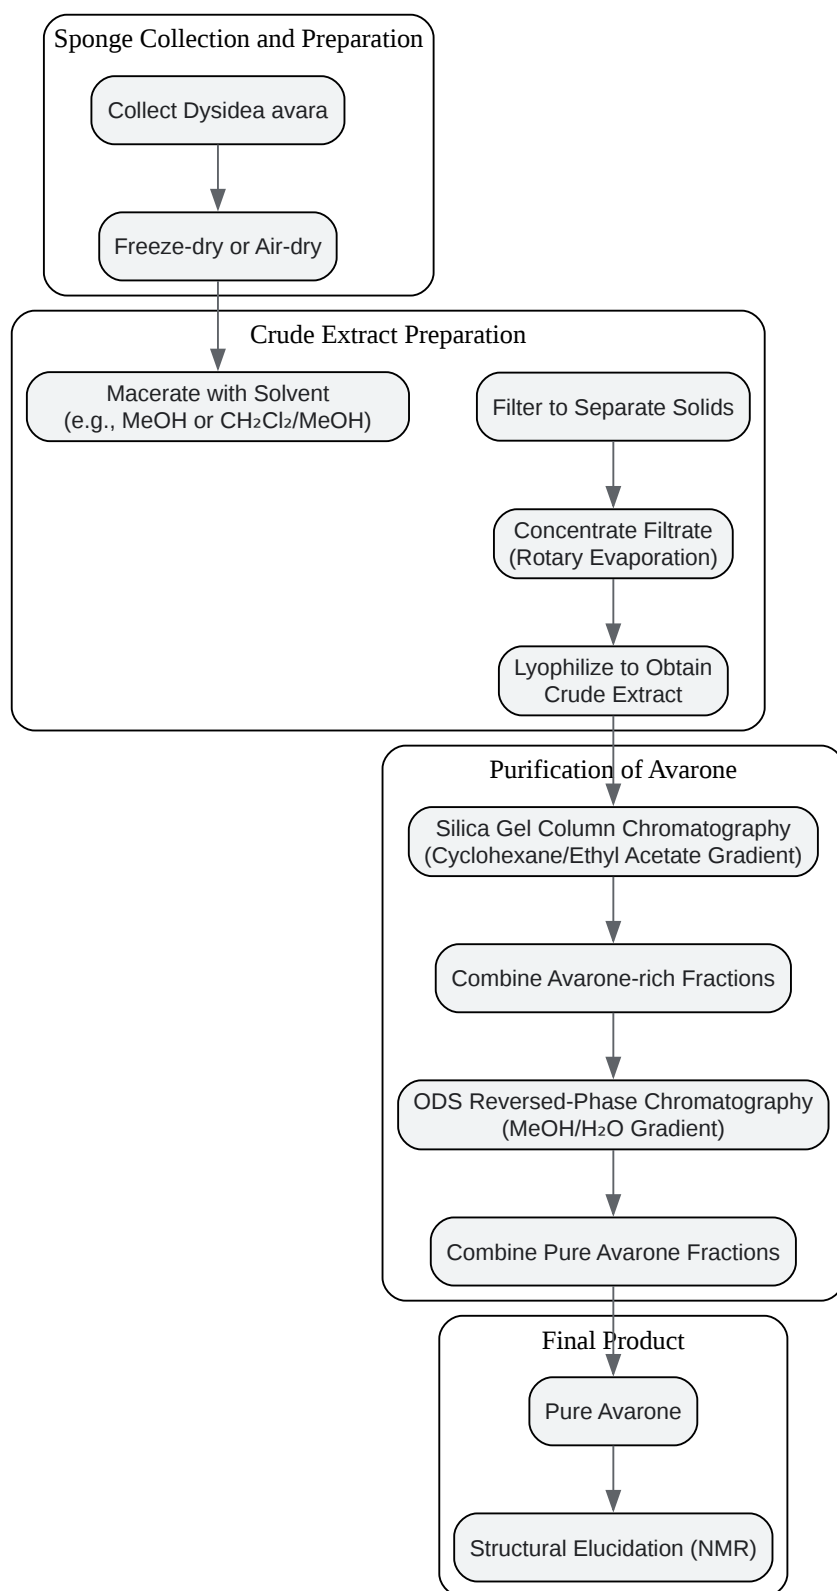 Sponge Collection and Preparation
Collect Dysidea avara
Freeze-dry or Air-dry
Crude Extract Preparation
Macerate with Solvent
(e.g., MeOH or CH₂Cl₂/MeOH)
Filter to Separate Solids
Concentrate Filtrate
(Rotary Evaporation)
Lyophilize to Obtain
Crude Extract
Purification of Avarone
Silica Gel Column Chromatography
(Cyclohexane/Ethyl Acetate Gradient)
Combine Avarone-rich Fractions
ODS Reversed-Phase Chromatography
(MeOH/H₂O Gradient)
Combine Pure Avarone Fractions
Final Product
Pure Avarone
Structural Elucidation (NMR)